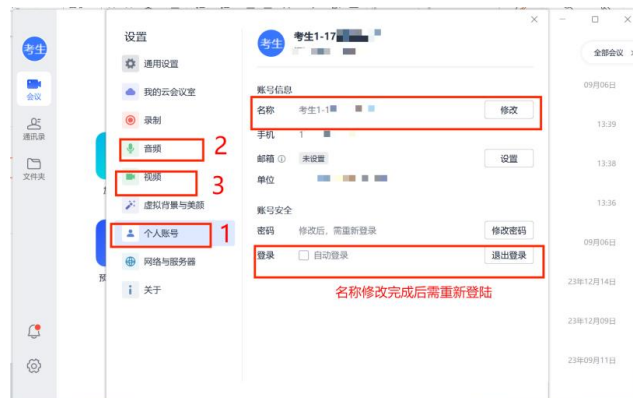 考生
会议
通讯录
文件夹
设置
通用设置
我的云会议室
录制
音频
2
视频
3
虚拟背景与美颜
个人账号
1
网络与服务器
关于
考生
考生1-17
账号信息
名称 考生1-1 修改
手机 1
邮箱 未设置 设置
单位
账号安全
密码 修改后，需重新登录 修改密码
登录 自动登录 退出登录
名称修改完成后需重新登陆
全部会议
09月06日
13:39
13:38
13:36
09月06日
23年12月14日
23年12月09日
23年09月11日
预